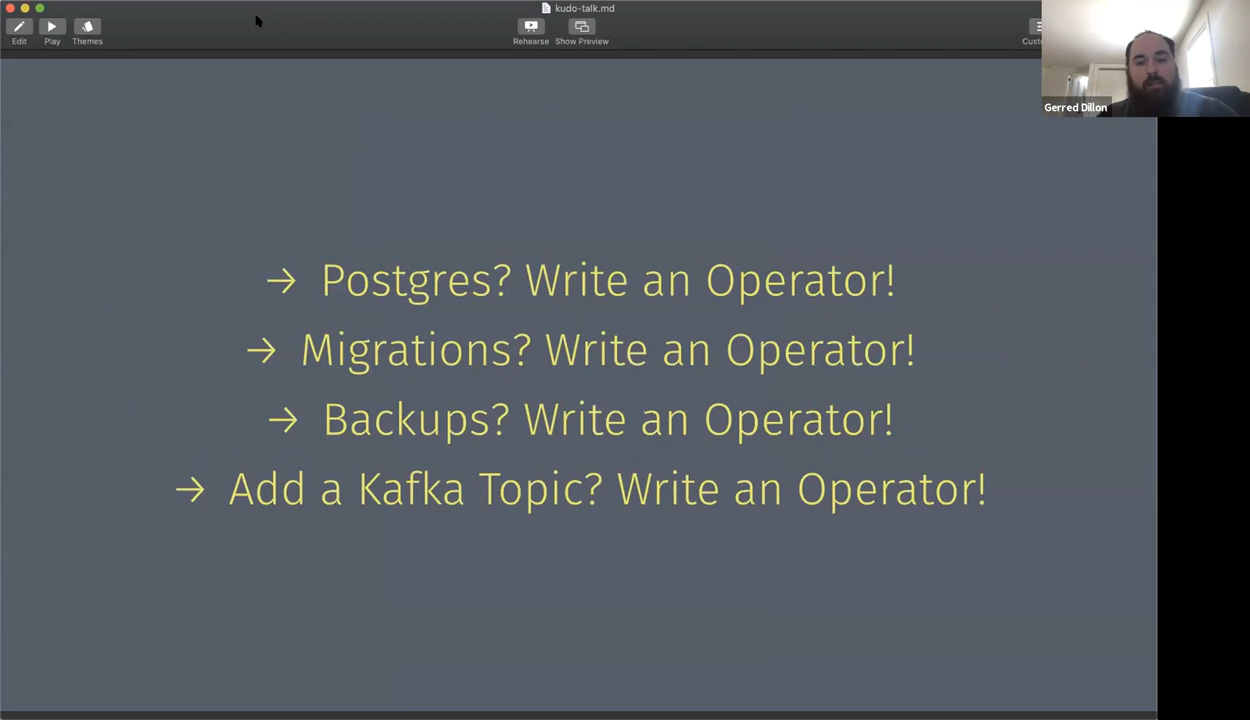 kudo-talk.md
Edit Play Themes Rehearse Show Preview
Gerred Dillon
→ Postgres? Write an Operator!
→ Migrations? Write an Operator!
→ Backups? Write an Operator!
→ Add a Kafka Topic? Write an Operator!